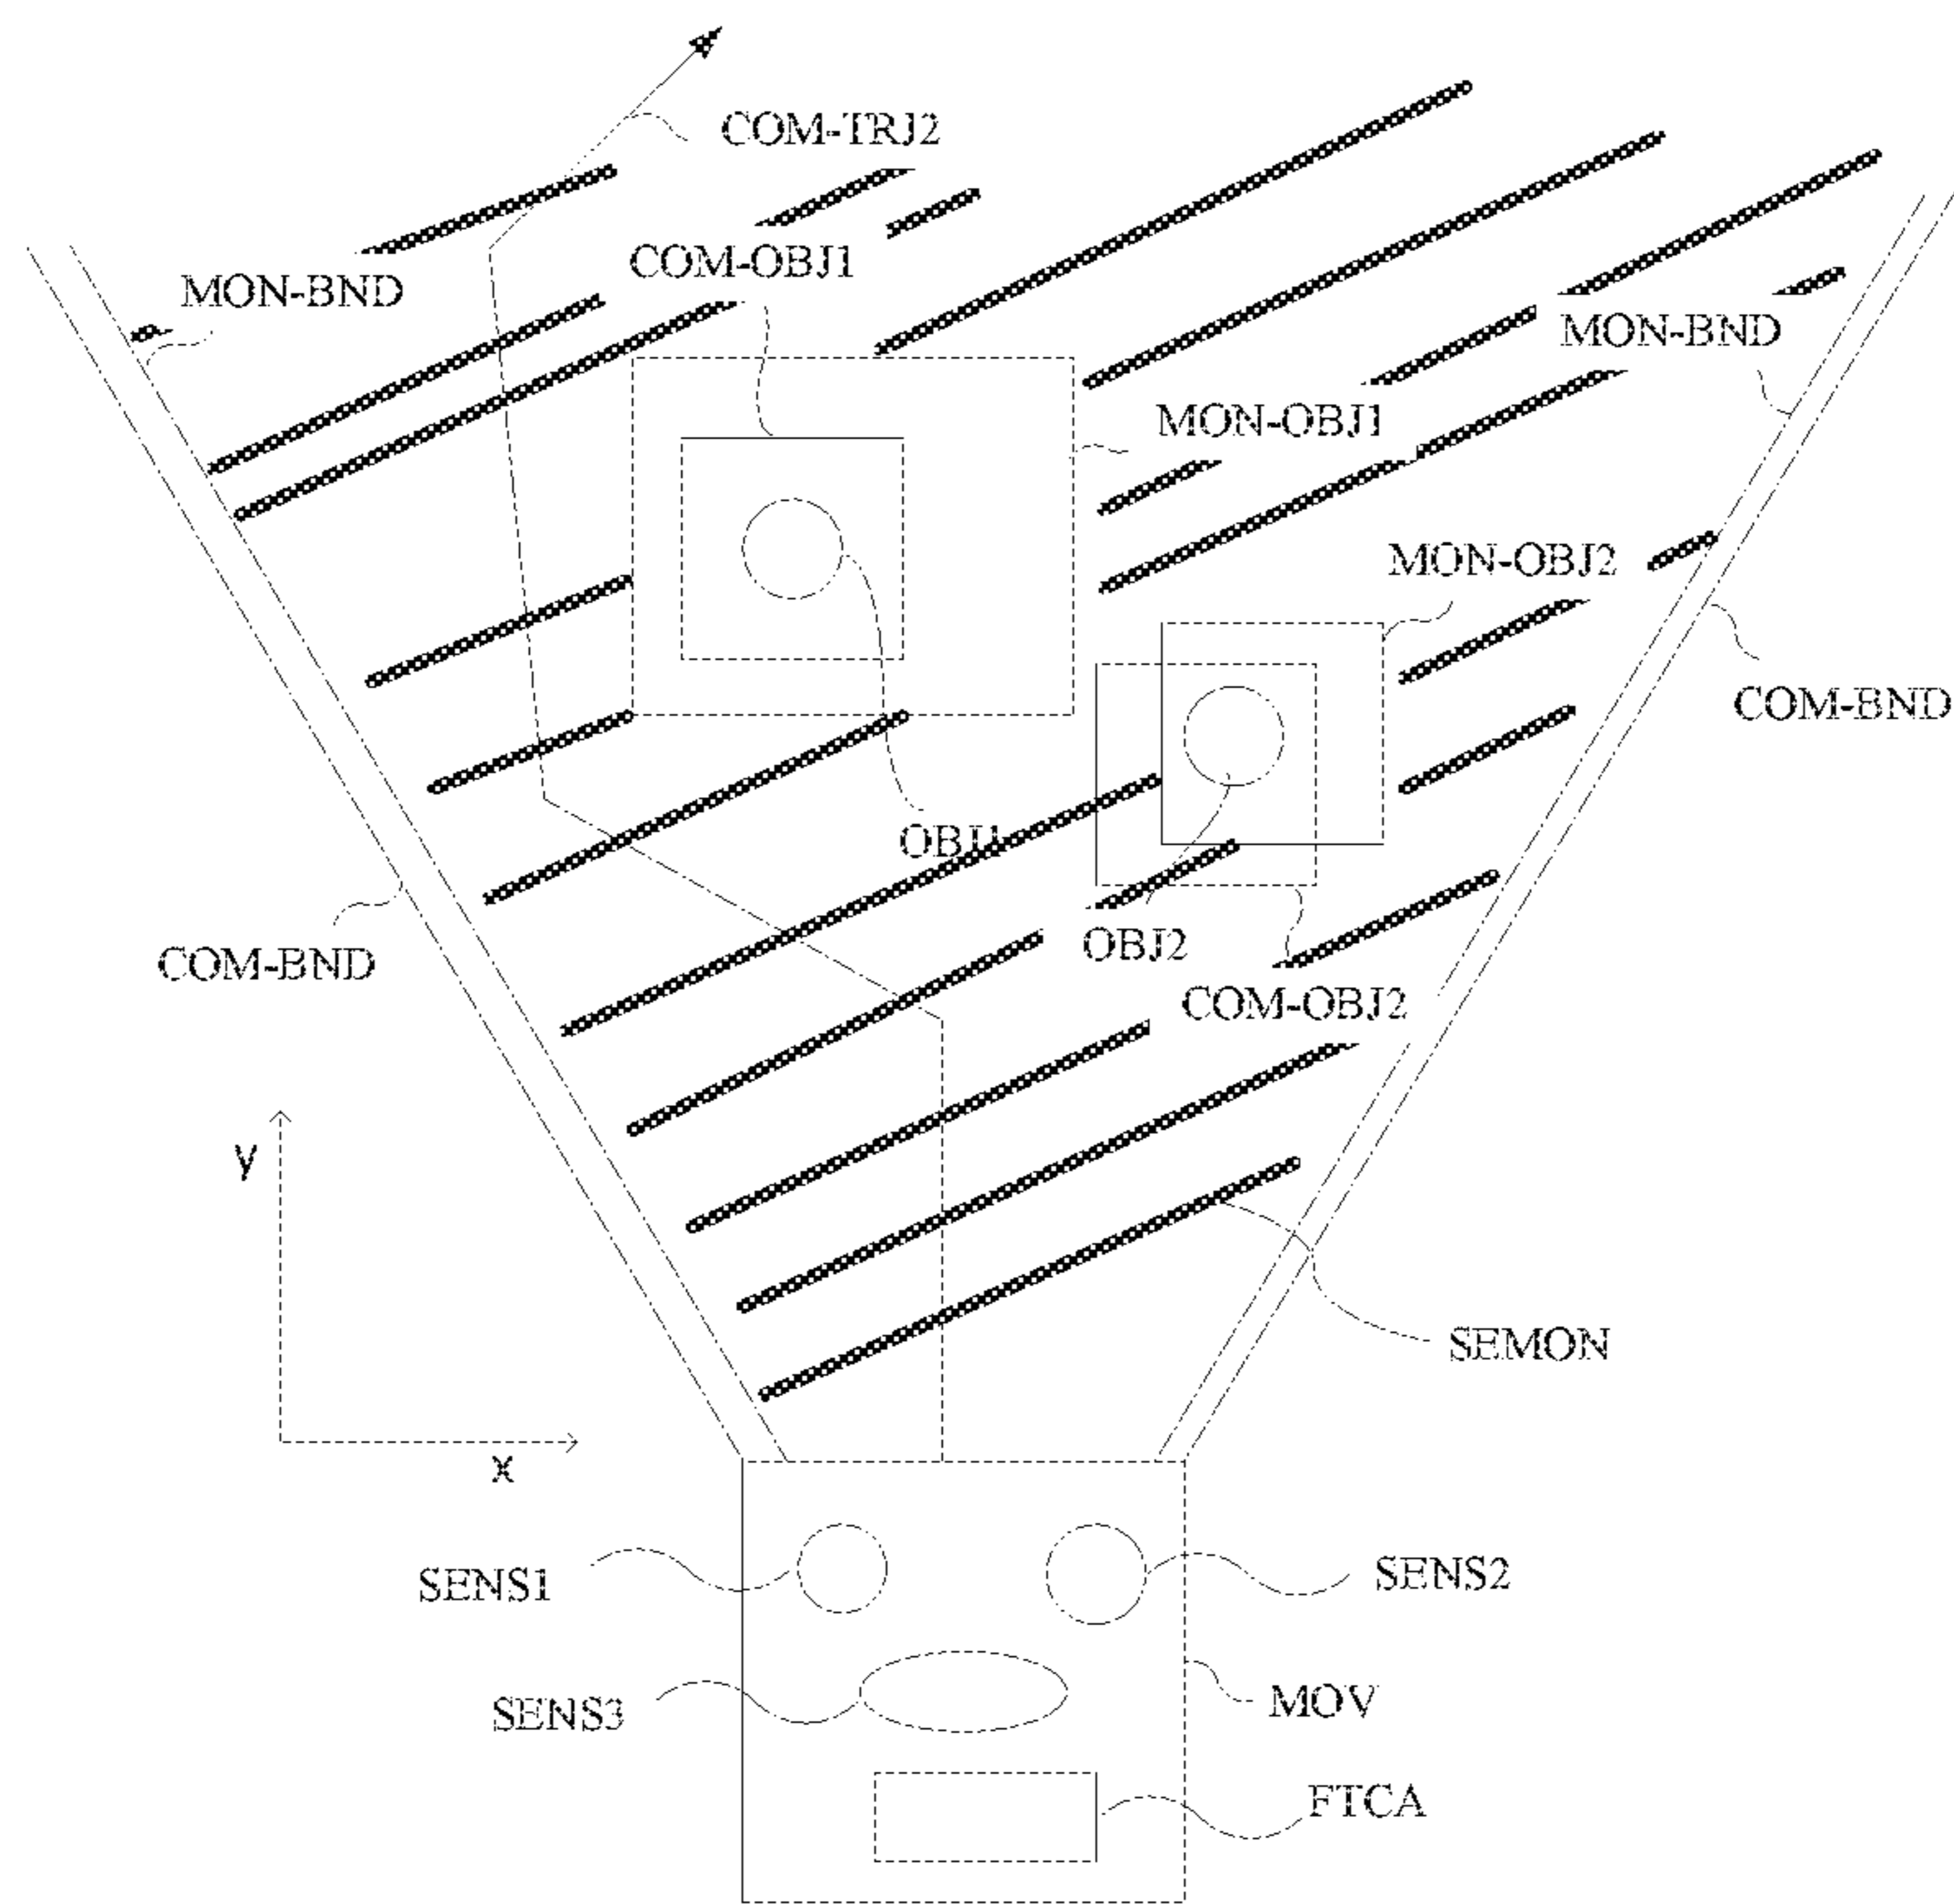 COM-TRJ2
COM-OBJ1
MON-BND
MON-BND
MON-OBJ1
MON-OBJ2
COM-BND
OBJ1
OBJ2
COM-BND
COM-OBJ2
y
x
SEMON
SENS1
SENS2
SENS3
MOV
FTCA